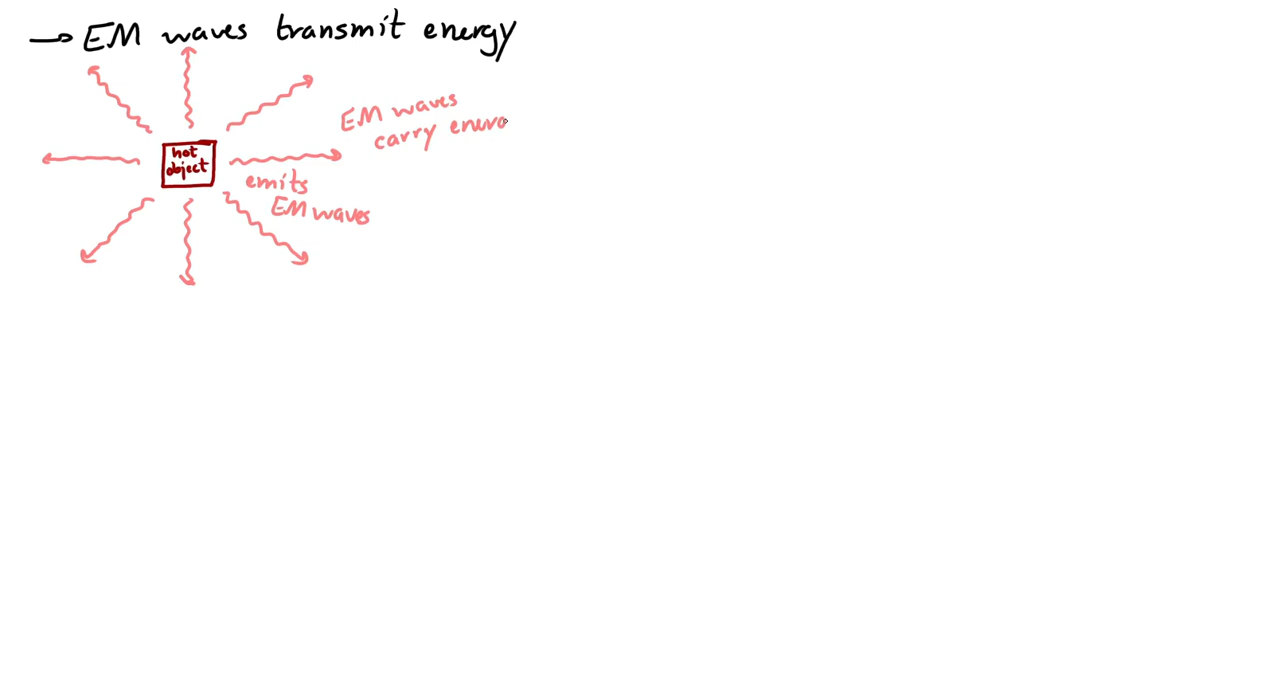 → EM waves transmit energy
EM waves
carry
hot
object
emits
EM waves